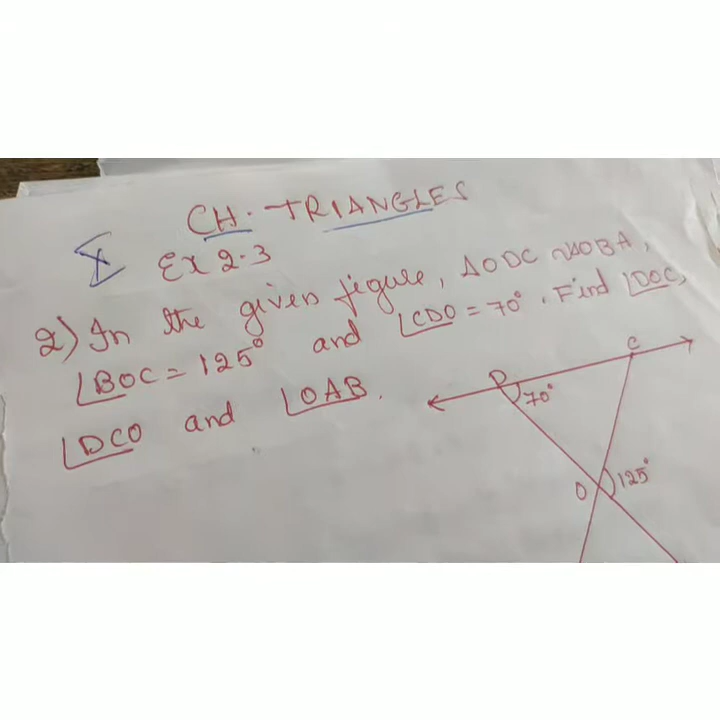 CH. TRIANGLES
X Ex 2.3
2) In the given figure, ΔODC ~ ΔOBA,
∠BOC = 125° and ∠CDO = 70°. Find ∠DOC,
∠DCO and ∠OAB.
D
C
70°
O
125°